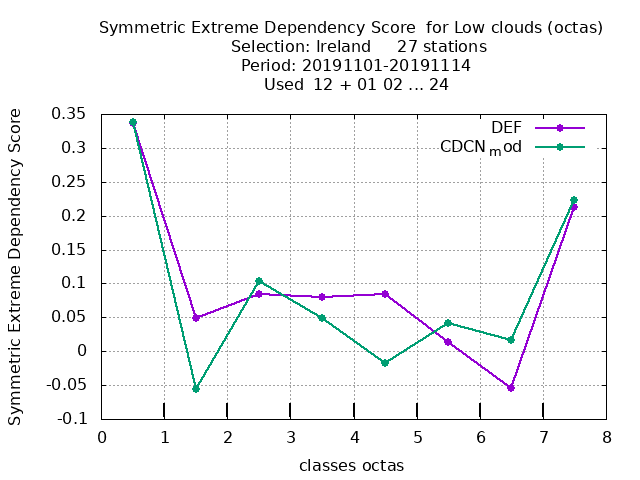 Symmetric Extreme Dependency Score for Low clouds (octas)
Selection: Ireland 27 stations
Period: 20191101-20191114
Used 12 + 01 02 ... 24
Symmetric Extreme Dependency Score
0.35
0.3
0.25
0.2
0.15
0.1
0.05
0
-0.05
-0.1
DEF
CDCN mod
0 1 2 3 4 5 6 7 8
classes octas